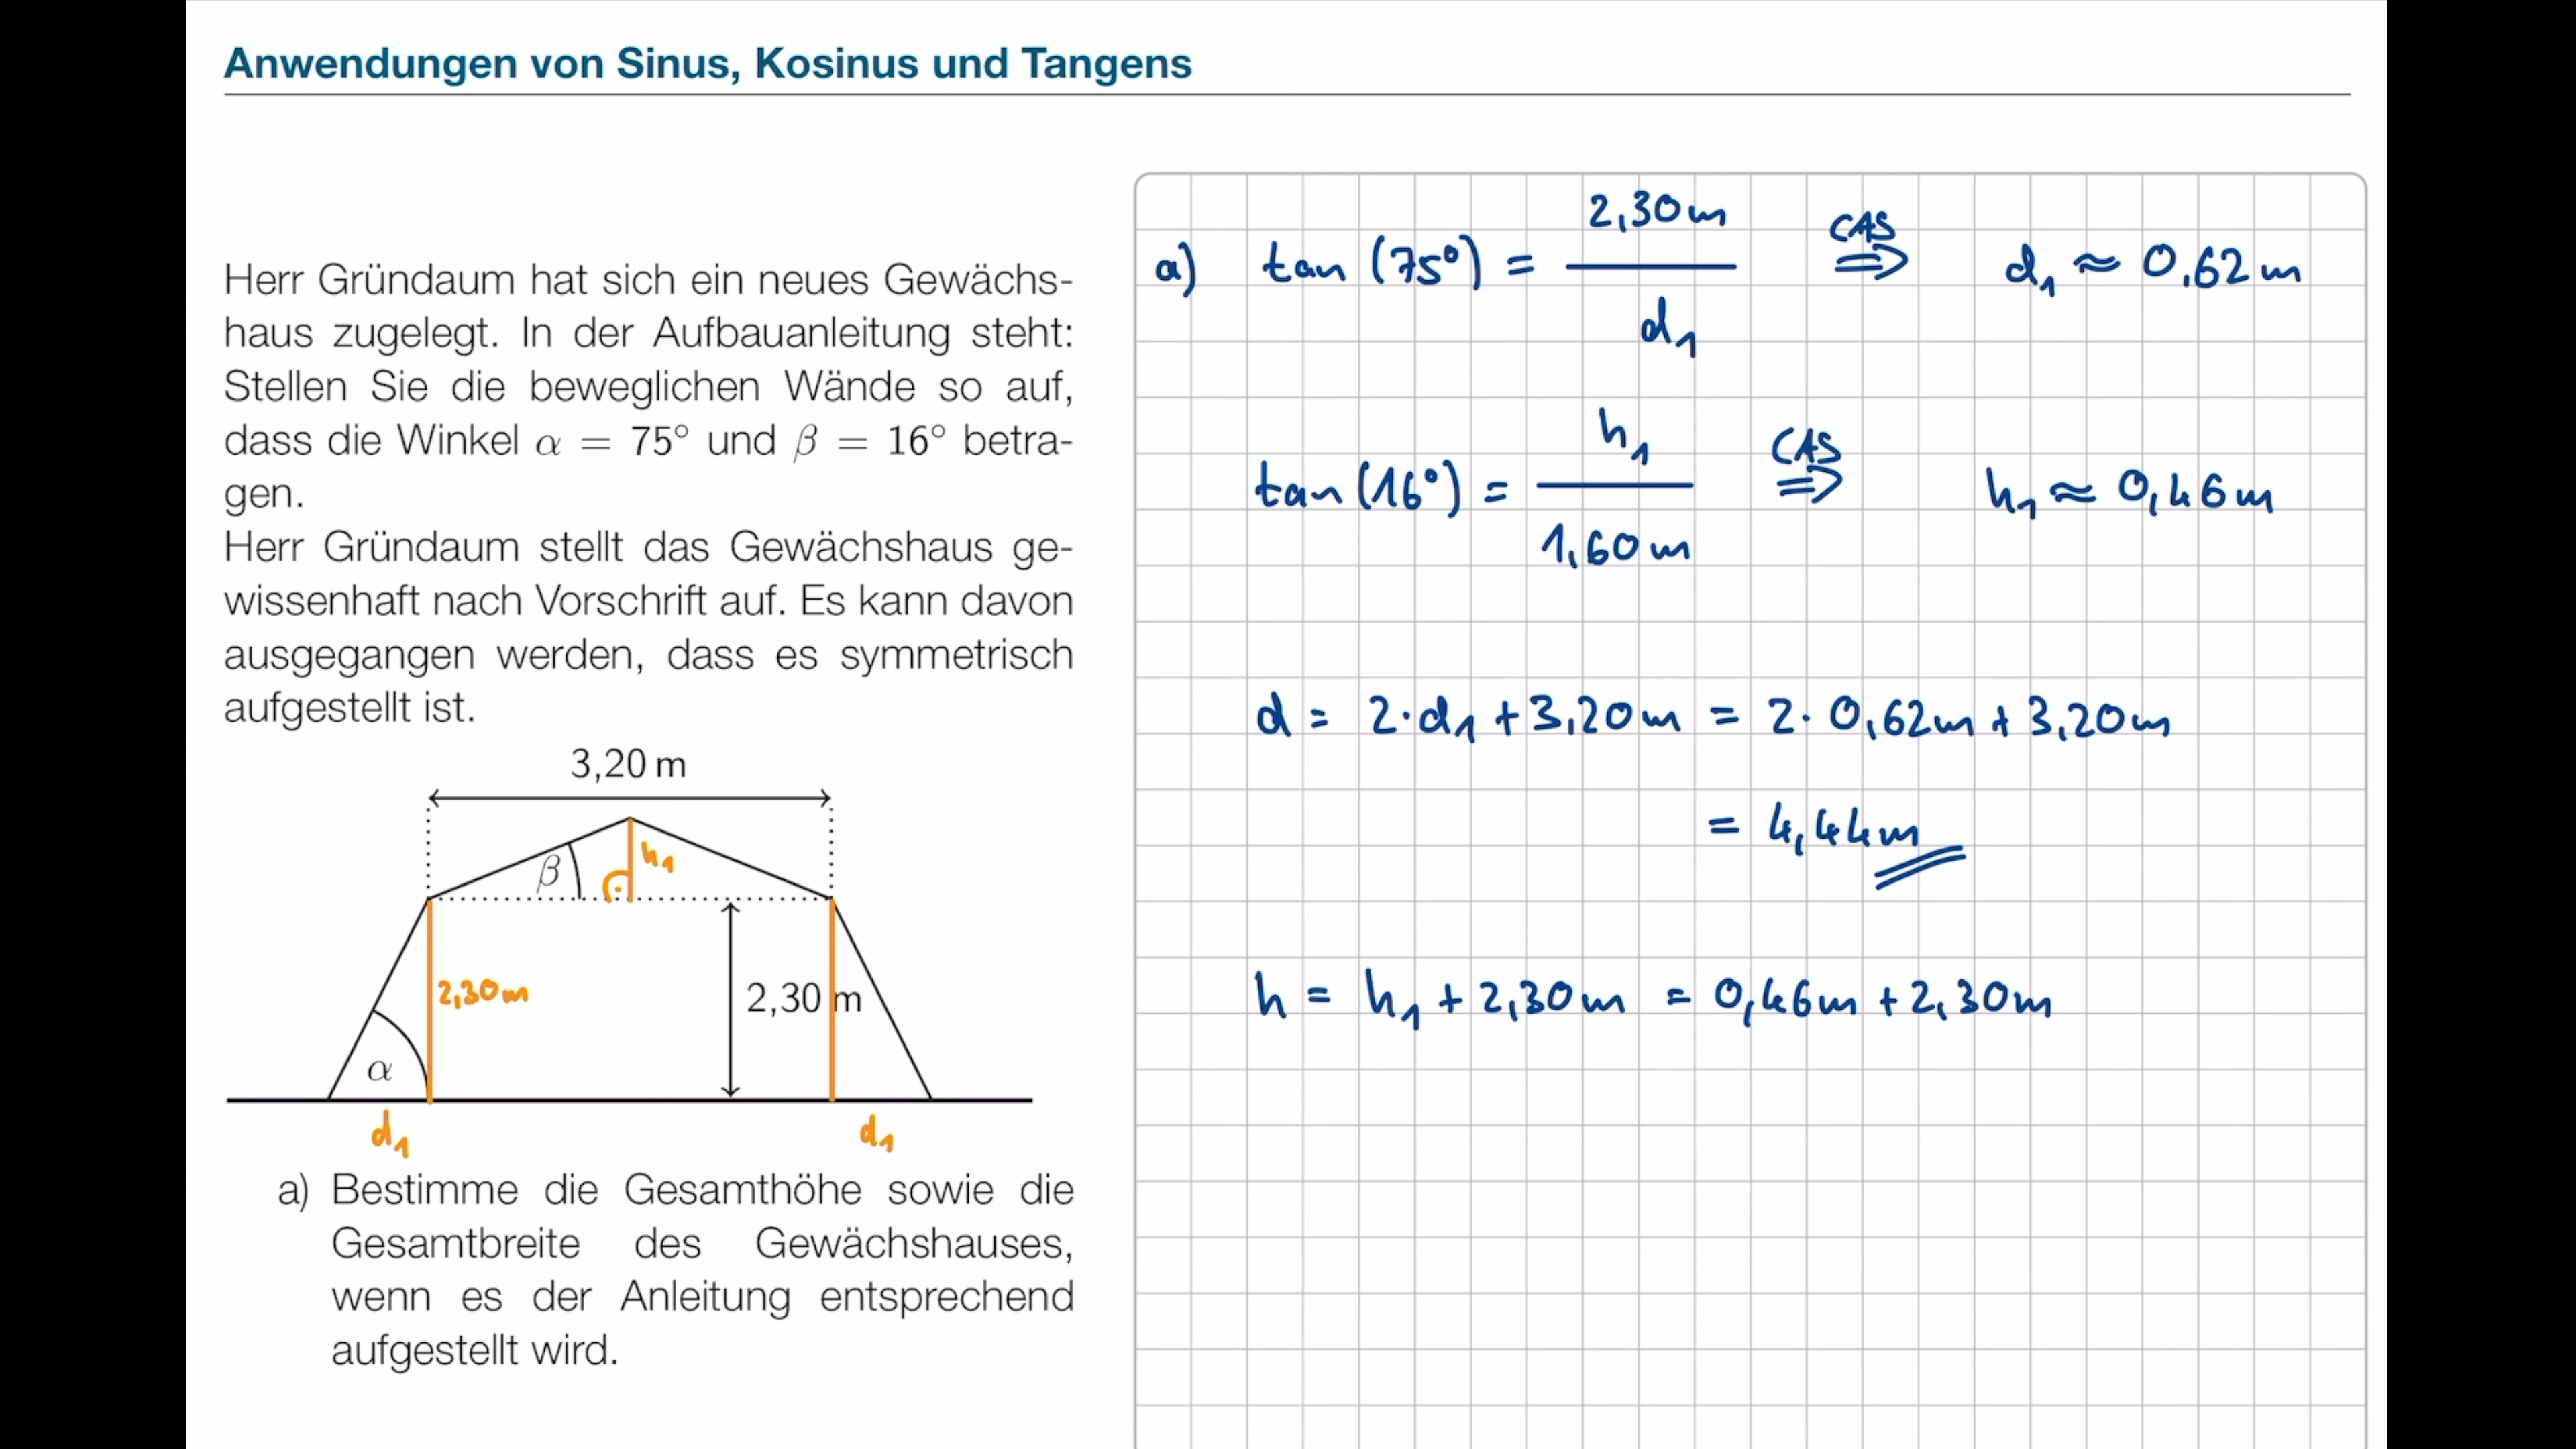 Anwendungen von Sinus, Kosinus und Tangens
Herr Gründaum hat sich ein neues Gewächs-
haus zugelegt. In der Aufbauanleitung steht:
Stellen Sie die beweglichen Wände so auf,
dass die Winkel α = 75° und β = 16° betra-
gen.
Herr Gründaum stellt das Gewächshaus ge-
wissenhaft nach Vorschrift auf. Es kann davon
ausgegangen werden, dass es symmetrisch
aufgestellt ist.
3,20 m
β
h₁
2,30m
2,30 m
α
d₁
d₁
a) Bestimme die Gesamthöhe sowie die
Gesamtbreite des Gewächshauses,
wenn es der Anleitung entsprechend
aufgestellt wird.
2,30m
a) tan (75°) = CAS ⇒ d₁ ≈ 0,62m
d₁
h₁
tan (16°) = CAS ⇒ h₁ ≈ 0,46m
1,60m
d = 2·d₁ + 3,20m = 2·0,62m + 3,20m
= 4,44m
h = h₁ + 2,30m = 0,46m + 2,30m